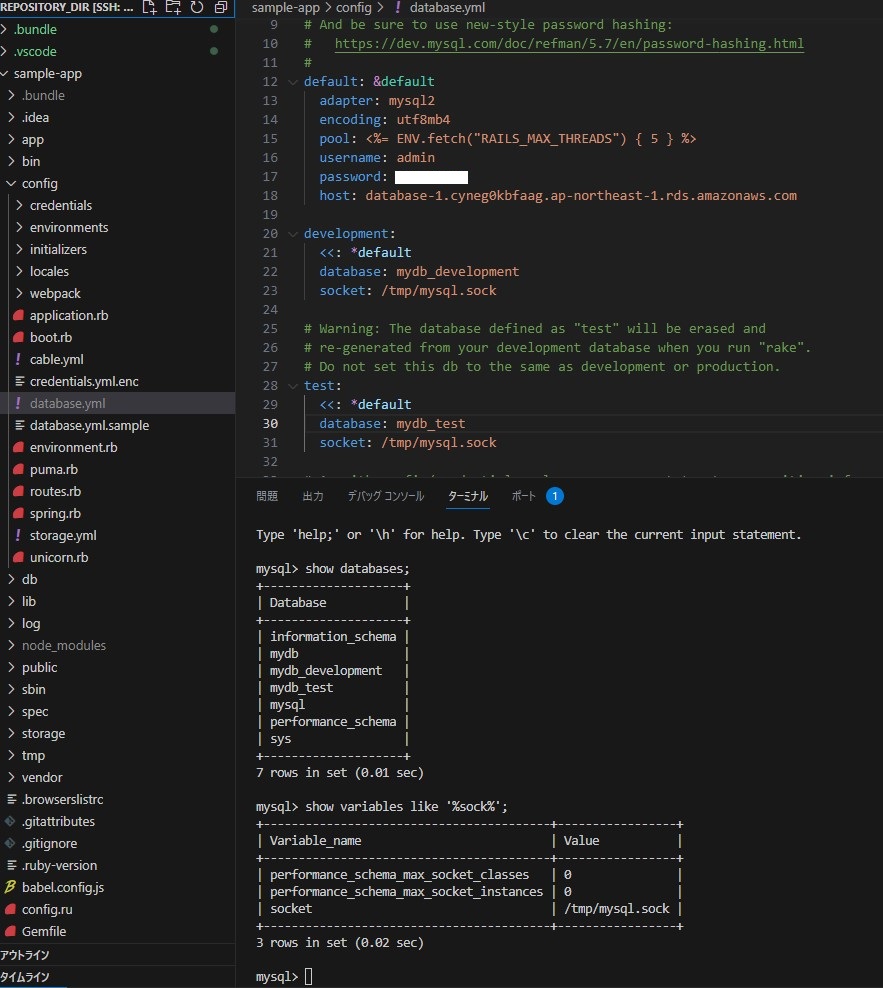 REPOSITORY_DIR [SSH: ...
.bundle
.vscode
sample-app
.bundle
.idea
app
bin
config
credentials
environments
initializers
locales
webpack
application.rb
boot.rb
cable.yml
credentials.yml.enc
database.yml
database.yml.sample
environment.rb
puma.rb
routes.rb
spring.rb
storage.yml
unicorn.rb
db
lib
log
node_modules
public
sbin
spec
storage
tmp
vendor
.browserslistrc
.gitattributes
.gitignore
.ruby-version
babel.config.js
config.ru
Gemfile
アウトライン
タイムライン
sample-app > config > ! database.yml
9 # And be sure to use new-style password hashing:
10 #   https://dev.mysql.com/doc/refman/5.7/en/password-hashing.html
11 #
12 default: &default
13   adapter: mysql2
14   encoding: utf8mb4
15   pool: <%= ENV.fetch("RAILS_MAX_THREADS") { 5 } %>
16   username: admin
17   password:
18   host: database-1.cyneg0kbfaag.ap-northeast-1.rds.amazonaws.com
19
20 development:
21   <<: *default
22   database: mydb_development
23   socket: /tmp/mysql.sock
24
25 # Warning: The database defined as "test" will be erased and
26 # re-generated from your development database when you run "rake".
27 # Do not set this db to the same as development or production.
28 test:
29   <<: *default
30   database: mydb_test
31   socket: /tmp/mysql.sock
32
問題 出力 デバッグ コンソール ターミナル ポート 1
Type 'help;' or '\h' for help. Type '\c' to clear the current input statement.
mysql> show databases;
+--------------------+
| Database           |
+--------------------+
| information_schema |
| mydb               |
| mydb_development   |
| mydb_test          |
| mysql              |
| performance_schema |
| sys                |
+--------------------+
7 rows in set (0.01 sec)
mysql> show variables like '%sock%';
+-----------------------------------------+-----------------+
| Variable_name                           | Value           |
+-----------------------------------------+-----------------+
| performance_schema_max_socket_classes   | 0               |
| performance_schema_max_socket_instances | 0               |
| socket                                  | /tmp/mysql.sock |
+-----------------------------------------+-----------------+
3 rows in set (0.02 sec)
mysql>